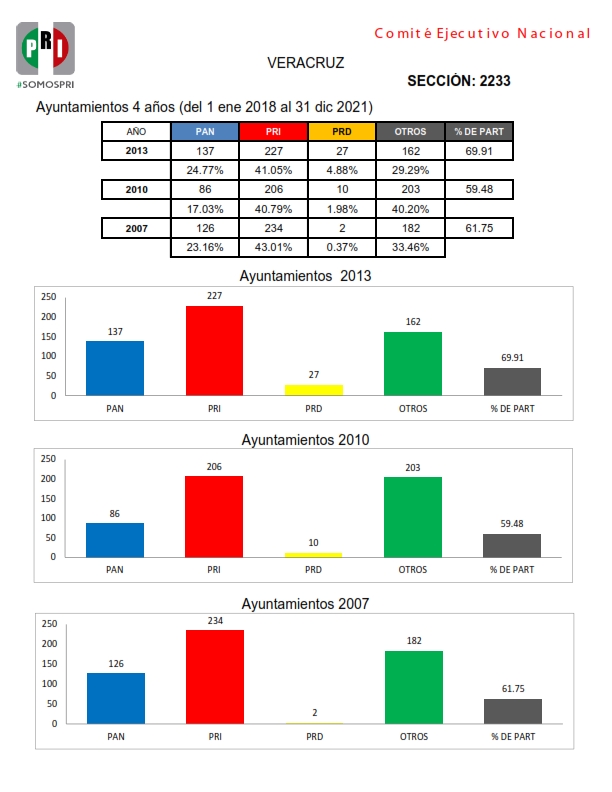 Comité Ejecutivo Nacional
PRI
#SOMOSPRI
VERACRUZ
SECCIÓN: 2233
Ayuntamientos 4 años (del 1 ene 2018 al 31 dic 2021)
AÑO PAN PRI PRD OTROS % DE PART
2013 137 227 27 162 69.91
24.77% 41.05% 4.88% 29.29%
2010 86 206 10 203 59.48
17.03% 40.79% 1.98% 40.20%
2007 126 234 2 182 61.75
23.16% 43.01% 0.37% 33.46%
Ayuntamientos 2013
250
200
150
100
50
0
137 227 27 162 69.91
PAN PRI PRD OTROS % DE PART
Ayuntamientos 2010
250
200
150
100
50
0
86 206 10 203 59.48
PAN PRI PRD OTROS % DE PART
Ayuntamientos 2007
250
200
150
100
50
0
126 234 2 182 61.75
PAN PRI PRD OTROS % DE PART